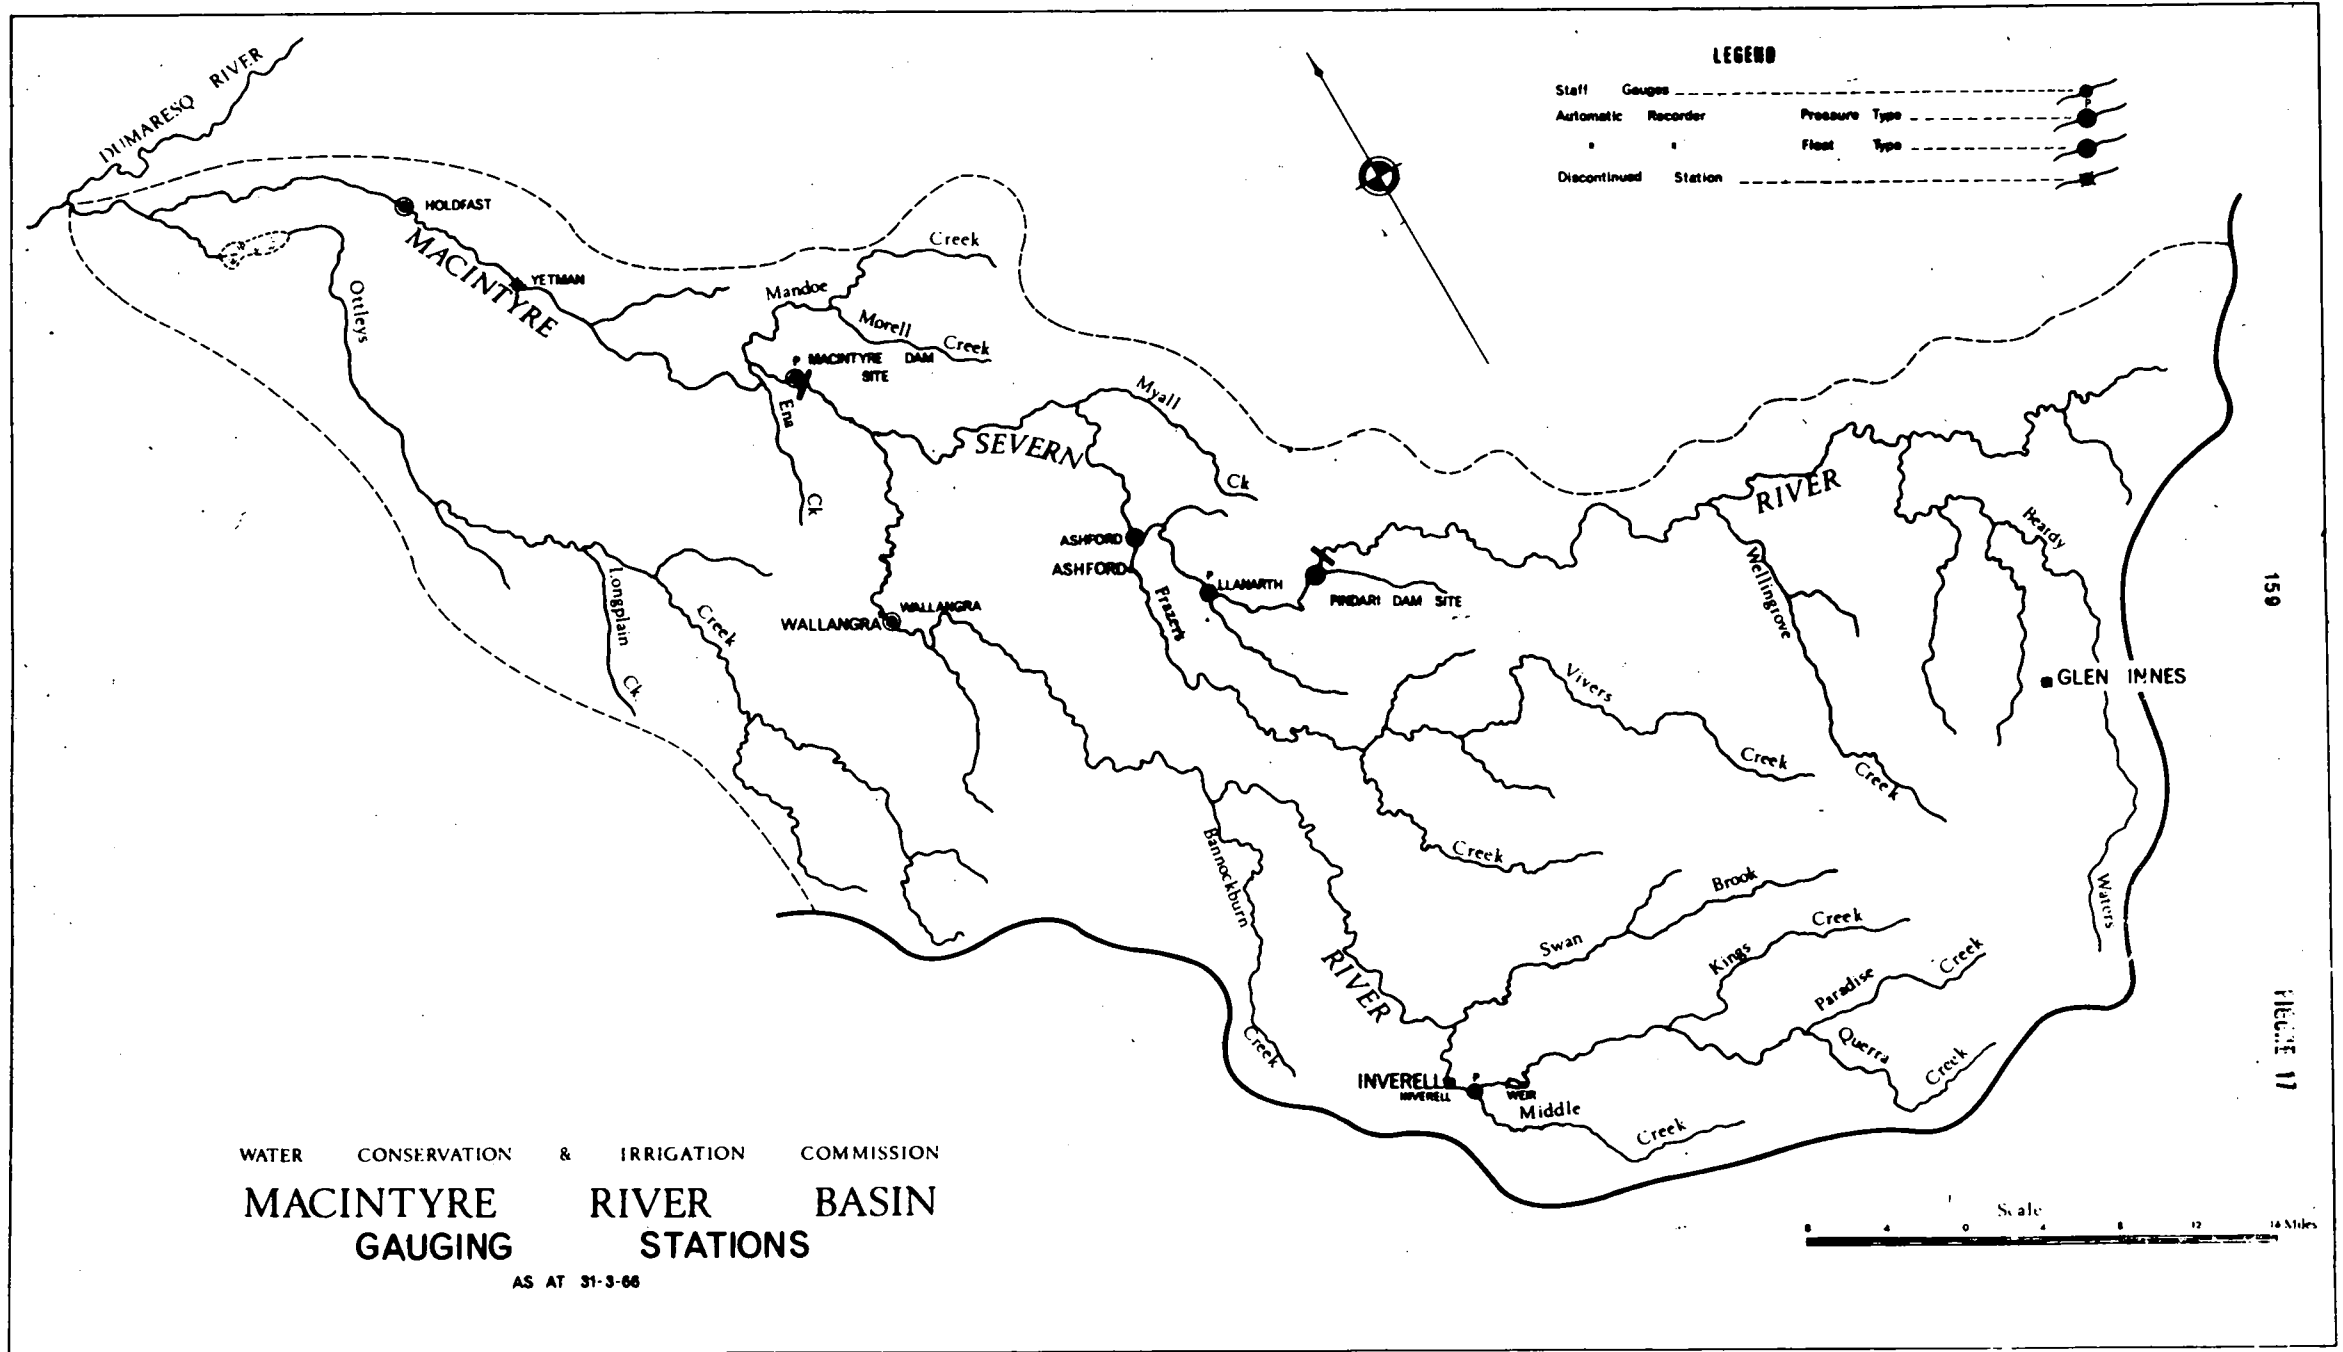 LEGEND
Staff Gauges
P
Automatic Recorder Pressure Type
" " Float Type
Discontinued Station
DUMARESQ RIVER
HOLDFAST
MACINTYRE
YETMAN
Ottleys
Creek
Mandoe
Morell Creek
P MACINTYRE DAM
SITE
Ena
Ck
SEVERN
Myall
Ck
RIVER
ASHFORD
ASHFORD
P
LLANARTH
PINDARI DAM SITE
Frazers
Creek
Wellingrove
Creek
Beardy
Waters
GLEN INNES
WALLANGRA
WALLANGRA
Longplain
Ck.
Creek
Vivers
Creek
Bannockburn
Creek
RIVER
Swan
Brook
Kings
Creek
Paradise
Creek
Querra
Creek
INVERELL
INVERELL
P
WEIR
Middle
Creek
159
FIGURE 17
WATER CONSERVATION & IRRIGATION COMMISSION
MACINTYRE RIVER BASIN
GAUGING STATIONS
AS AT 31-3-66
Scale
8 4 0 4 8 12 16 Miles